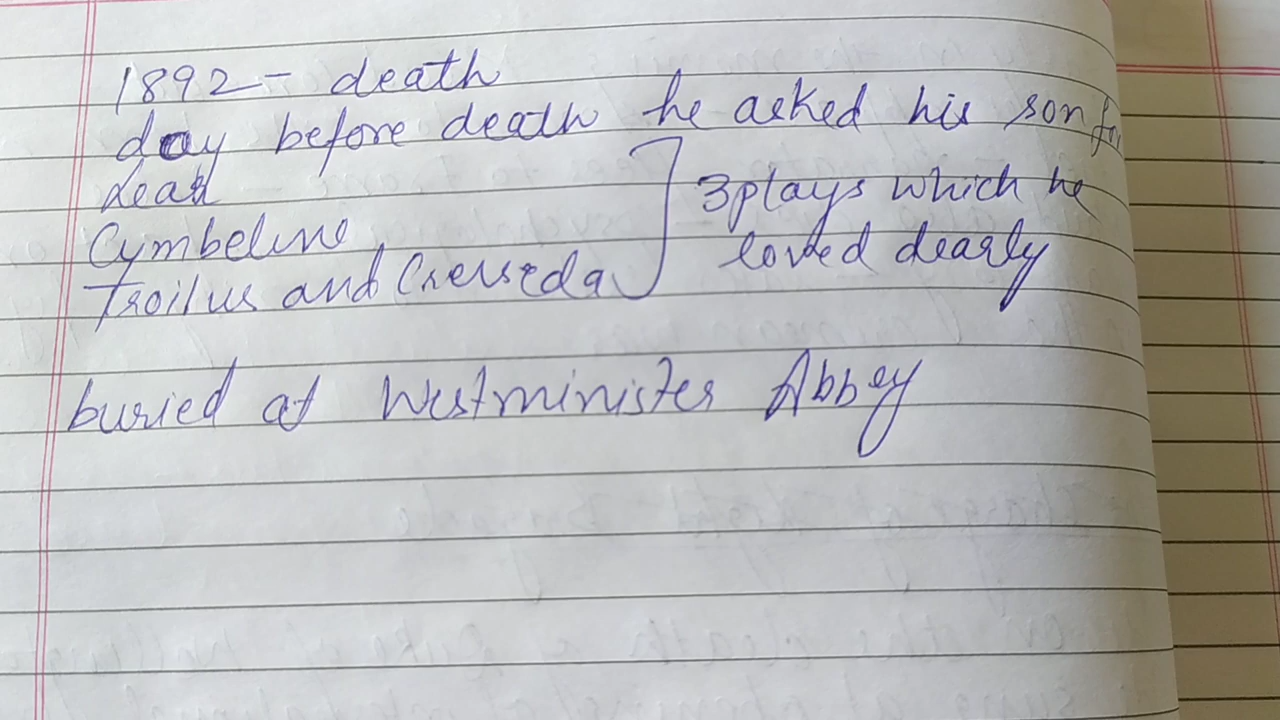 1892 - death
day before death he asked his son for
Lear
Cymbeline
Troilus and Cresseda
3 plays which he
loved dearly
buried at Westminister Abbey